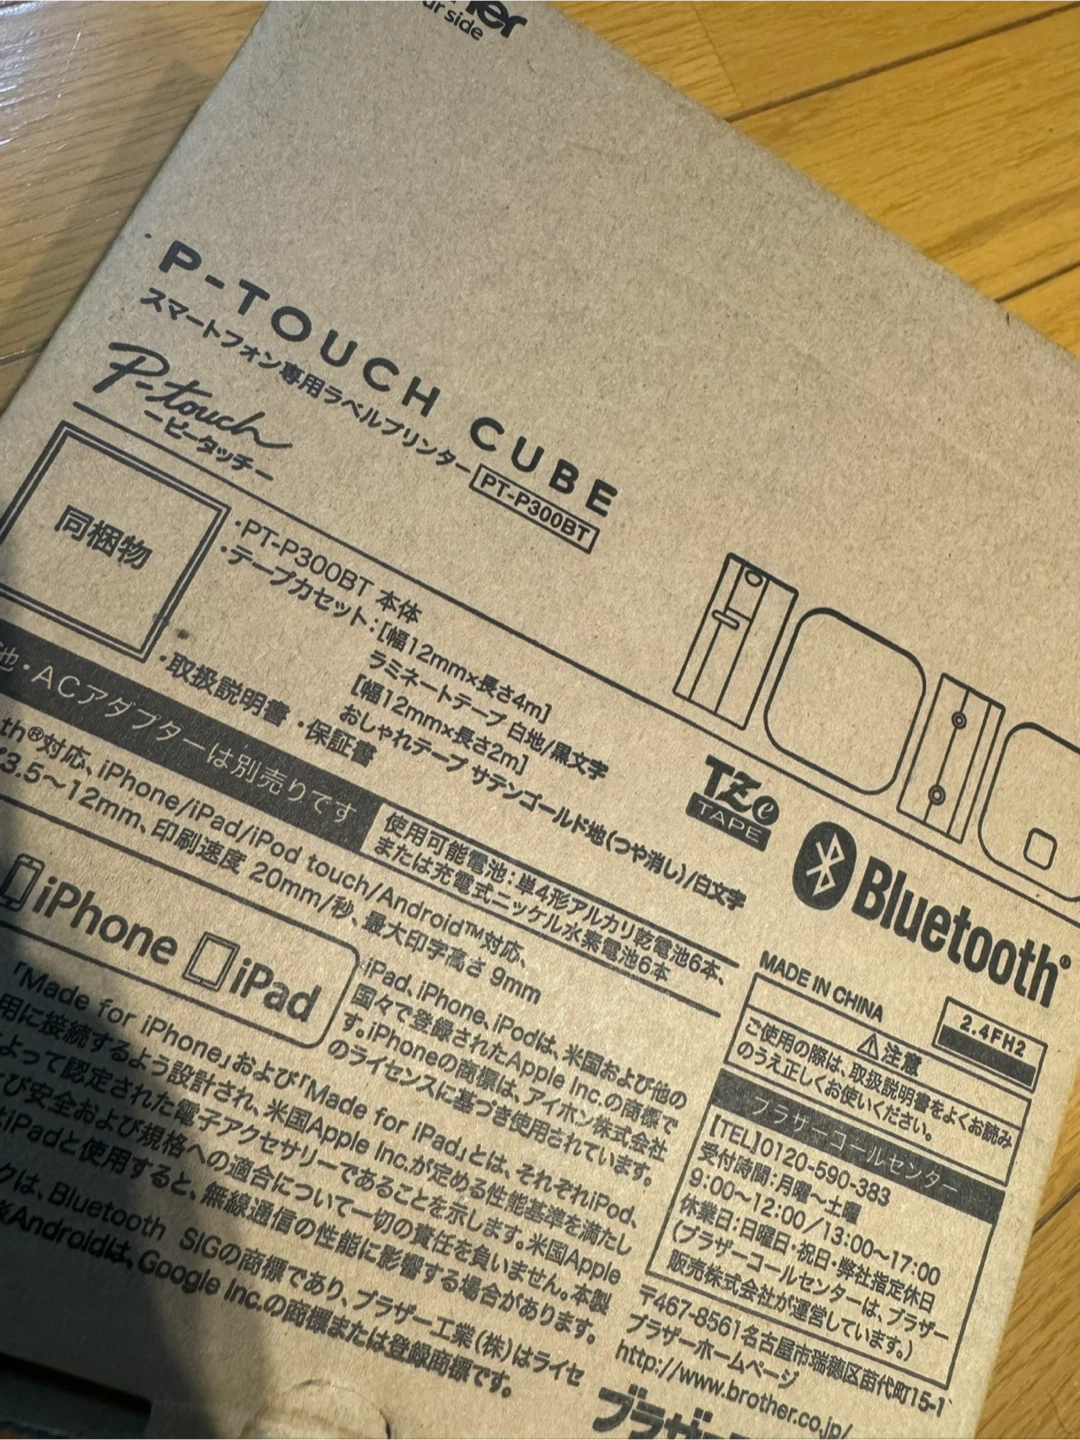 ur side
P-TOUCH CUBE
スマートフォン専用ラベルプリンター PT-P300BT
P-touch
ーピータッチー
同梱物
・PT-P300BT 本体
・テープカセット:[幅12mm×長さ4m]
ラミネートテープ 白地/黒文字
[幅12mm×長さ2m]
おしゃれテープ サテンゴールド地(つや消し)/白文字
・取扱説明書 ・保証書
池・ACアダプターは別売りです
使用可能電池:単4形アルカリ乾電池6本、
または充電式ニッケル水素電池6本
th®対応、iPhone/iPad/iPod touch/Android™対応、
3.5〜12mm、印刷速度 20mm/秒、最大印字高さ 9mm
TZe
TAPE
Bluetooth®
iPhone iPad
iPad、iPhone、iPodは、米国および他の
国々で登録されたApple Inc.の商標で
す。iPhoneの商標は、アイホン株式会社
のライセンスに基づき使用されています。
「Made for iPhone」および「Made for iPad」とは、それぞれiPod、
用に接続するよう設計され、米国Apple Inc.が定める性能基準を満たし
よって認定された電子アクセサリーであることを示します。米国Apple
び安全および規格への適合について一切の責任を負いません。本製
iPadと使用すると、無線通信の性能に影響する場合があります。
クは、Bluetooth SIGの商標であり、ブラザー工業(株)はライセ
※Androidは、Google Inc.の商標または登録商標です。
MADE IN CHINA
2.4FH2
⚠注意
ご使用の際は、取扱説明書をよくお読み
のうえ正しくお使いください。
ブラザーコールセンター
【TEL】0120-590-383
受付時間:月曜〜土曜
9:00〜12:00/13:00〜17:00
休業日:日曜日・祝日・弊社指定休日
(ブラザーコールセンターは、ブラザー
販売株式会社が運営しています。)
〒467-8561名古屋市瑞穂区苗代町15-1
ブラザーホームページ
http://www.brother.co.jp/
ブラザー